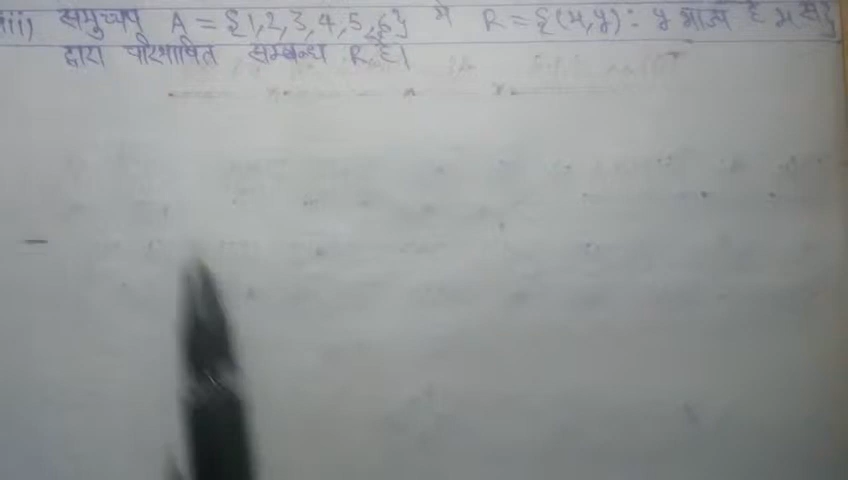 iii) समुच्चय A = {1,2,3,4,5,6} में R = {(x,y): y भाज्य है x से}
द्वारा परिभाषित सम्बन्ध R है।